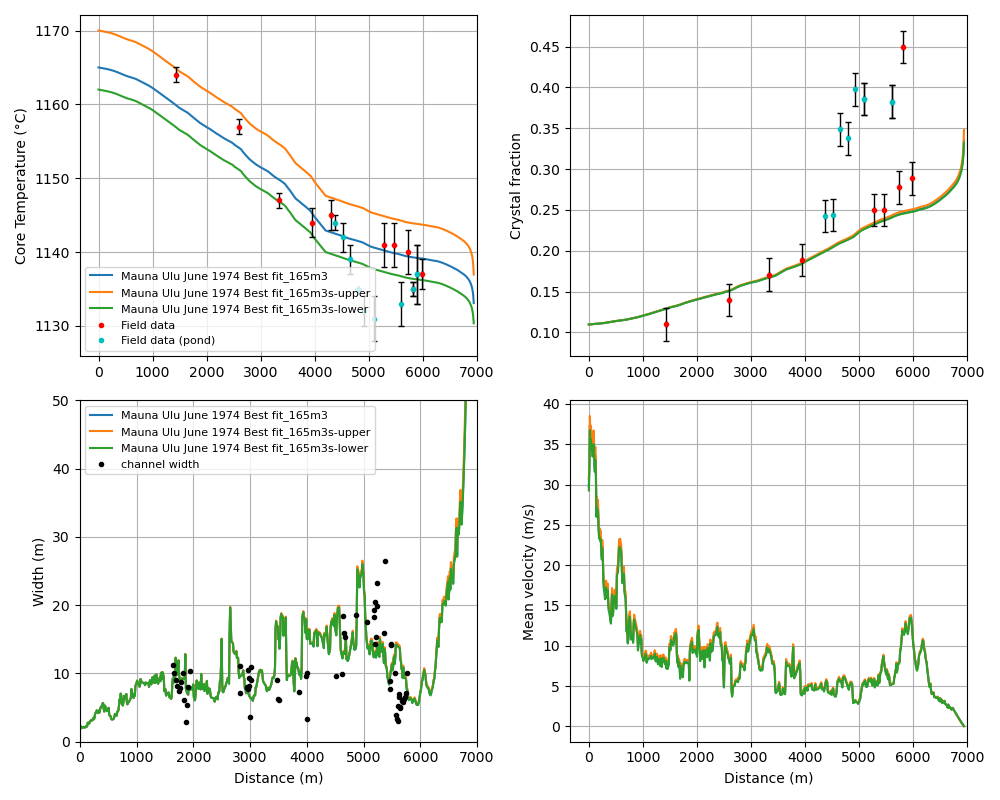 1170
1160
1150
1140
1130
Core Temperature (°C)
Mauna Ulu June 1974 Best fit_165m3
Mauna Ulu June 1974 Best fit_165m3s-upper
Mauna Ulu June 1974 Best fit_165m3s-lower
Field data
Field data (pond)
0 1000 2000 3000 4000 5000 6000 7000
0.45
0.40
0.35
0.30
0.25
0.20
0.15
0.10
Crystal fraction
0 1000 2000 3000 4000 5000 6000 7000
50
40
30
20
10
0
Width (m)
Mauna Ulu June 1974 Best fit_165m3
Mauna Ulu June 1974 Best fit_165m3s-upper
Mauna Ulu June 1974 Best fit_165m3s-lower
channel width
0 1000 2000 3000 4000 5000 6000 7000
Distance (m)
40
35
30
25
20
15
10
5
0
Mean velocity (m/s)
0 1000 2000 3000 4000 5000 6000 7000
Distance (m)